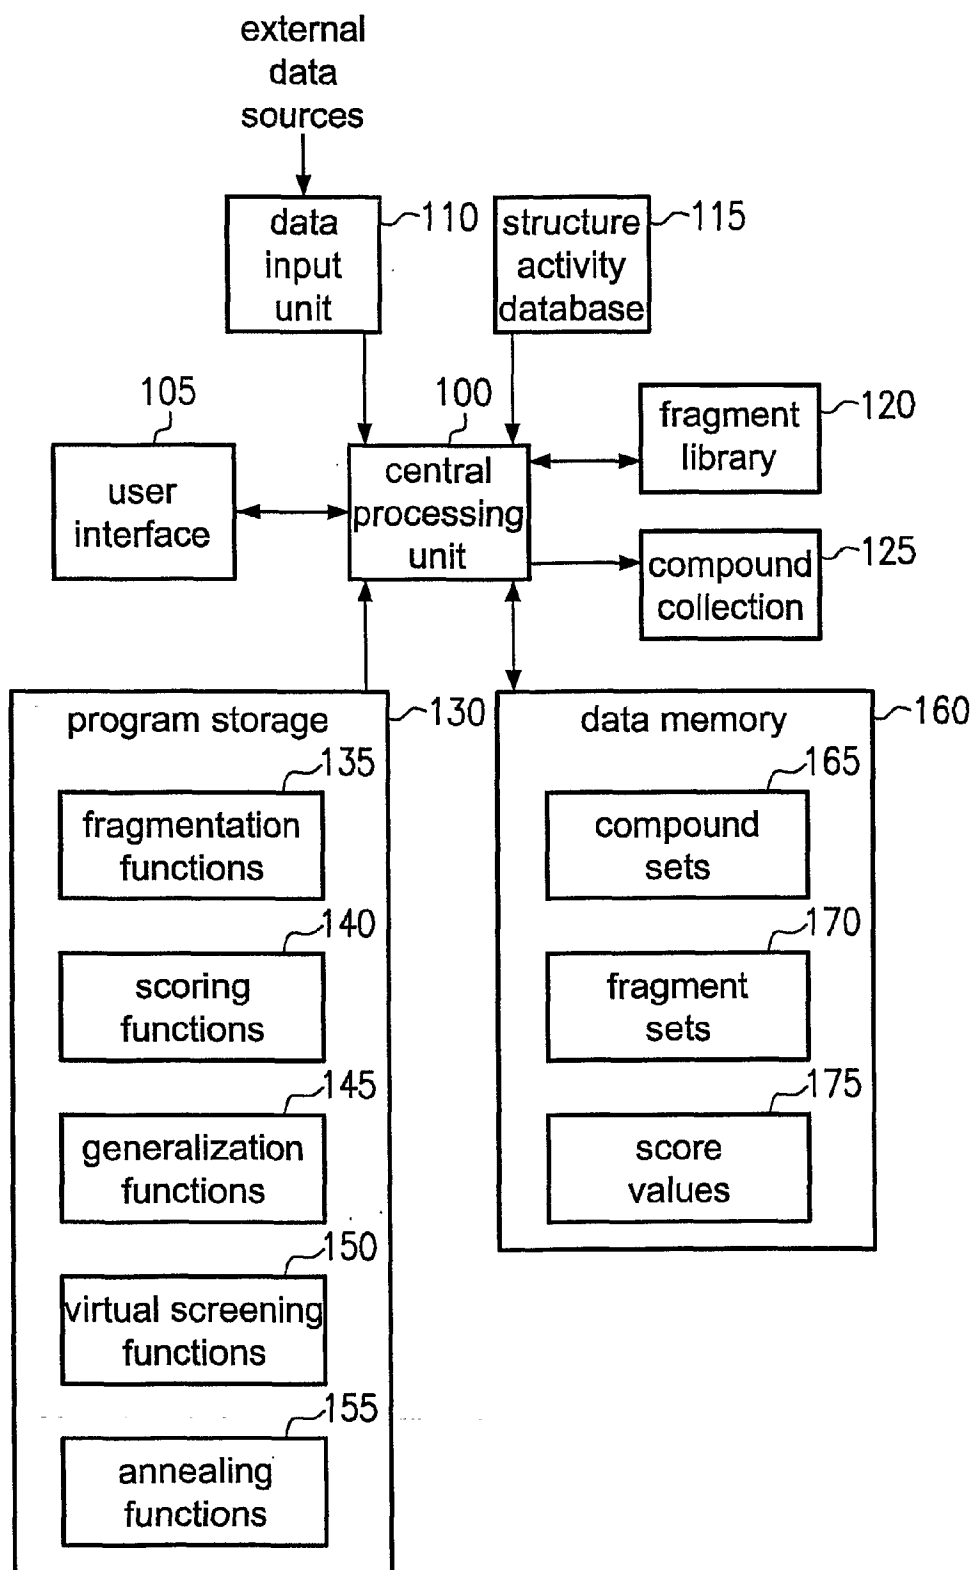 external
data
sources
data
input
unit
110
structure
activity
database
115
105
user
interface
100
central
processing
unit
fragment
library
120
compound
collection
125
program storage
130
135
fragmentation
functions
140
scoring
functions
145
generalization
functions
150
virtual screening
functions
155
annealing
functions
data memory
160
165
compound
sets
170
fragment
sets
175
score
values